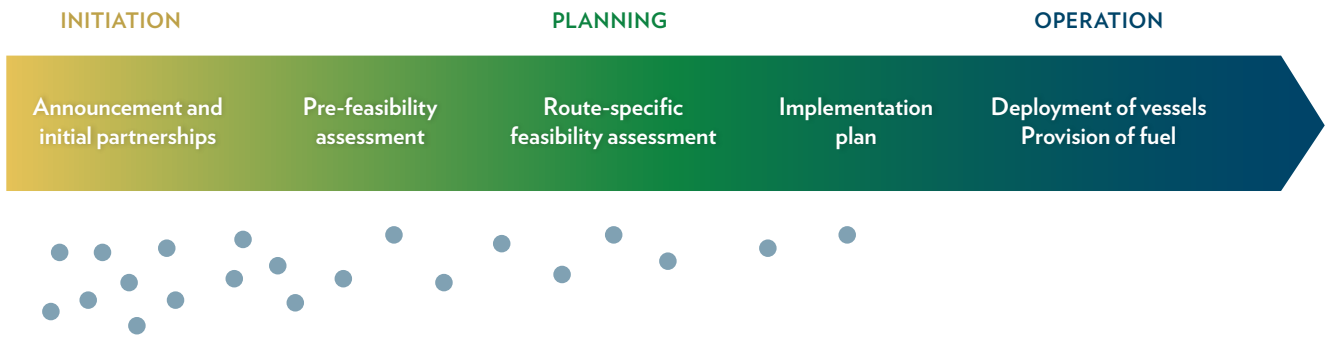 INITIATION
PLANNING
OPERATION
Announcement and
initial partnerships
Pre-feasibility
assessment
Route-specific
feasibility assessment
Implementation
plan
Deployment of vessels
Provision of fuel